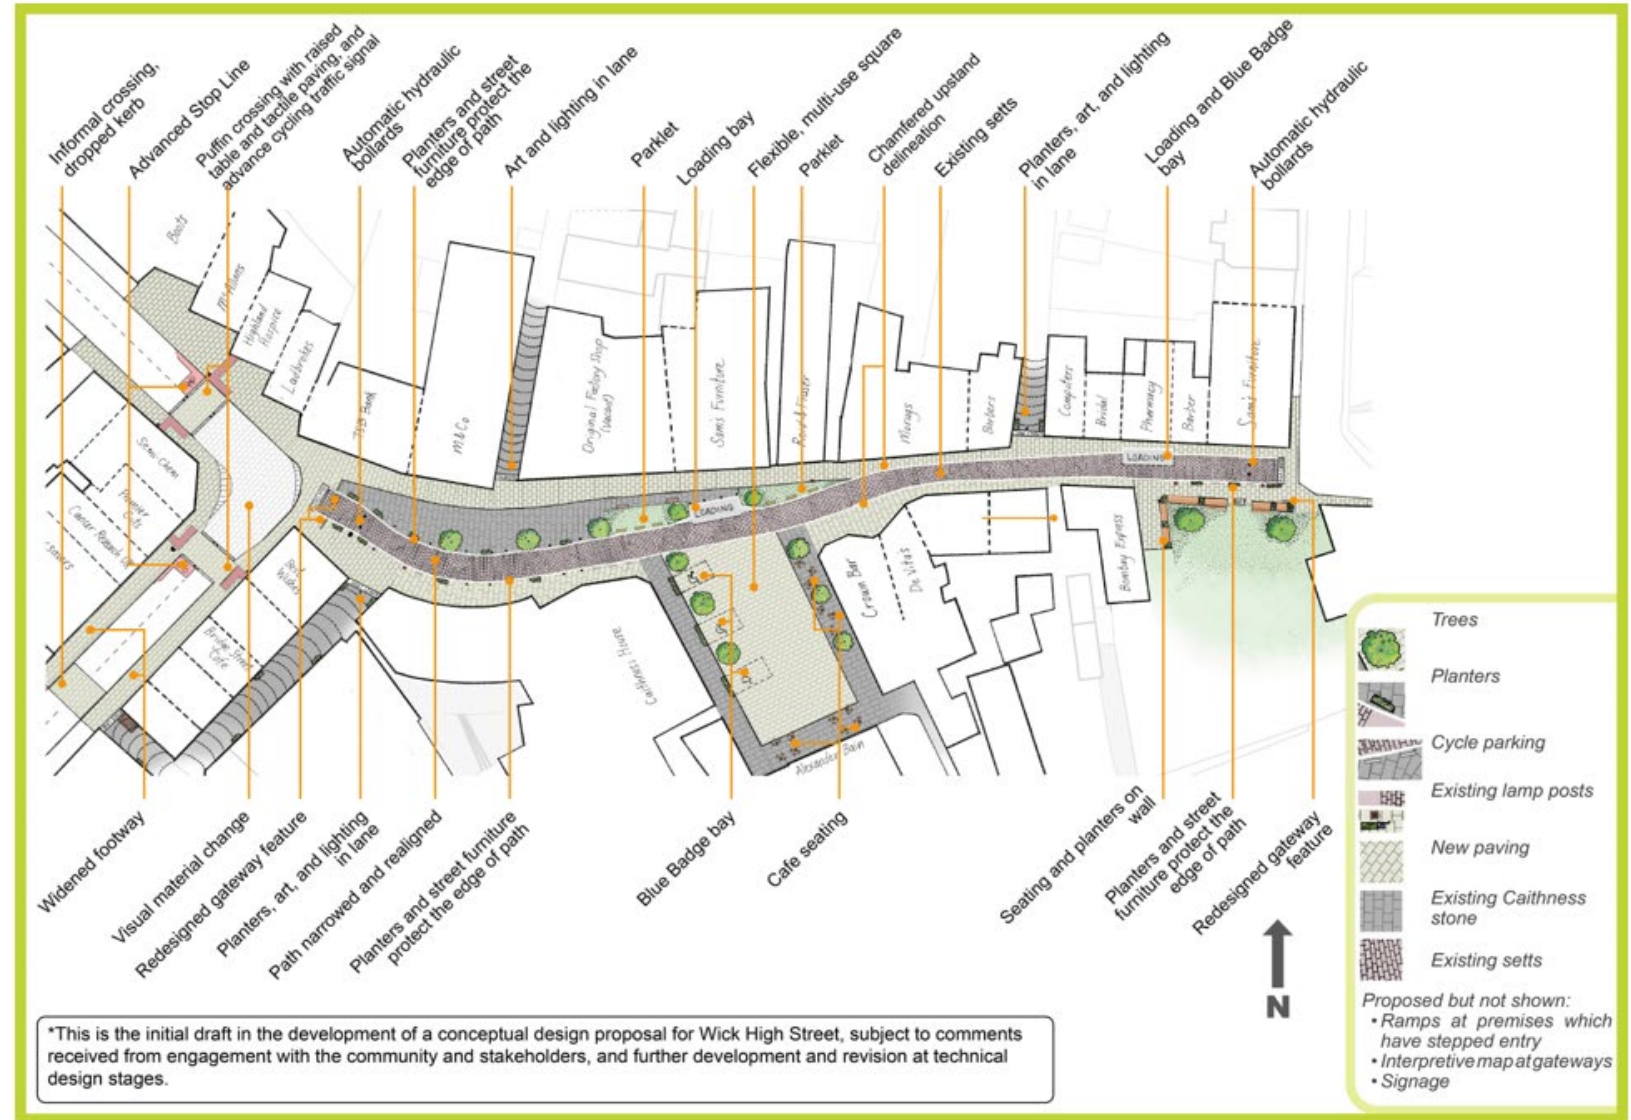 Informal crossing,
dropped kerb
Advanced Stop Line
Puffin crossing with raised
table and tactile paving, and
advance cycling traffic signal
Automatic hydraulic
bollards
Planters and street
furniture protect the
edge of path
Art and lighting in lane
Parklet
Loading bay
Flexible, multi-use square
Parklet
Chamfered upstand
delineation
Existing setts
Planters, art, and lighting
in lane
Loading and Blue Badge
bay
Automatic hydraulic
bollards
Boots
Highland
Hospice
Ladbrokes
TSB Bank
M&Co
Original Factory Shop
(vacant)
Sam's Furniture
Reid & Fraser
Morags
Barbers
Computers
Bridal
Pharmacy
Barber
Sam's Furniture
LOADING
LOADING
Semi-Chem
Cancer Research
Bridge Street
Cafe
Caithness House
Crown Bar
De Vitas
Bombay Express
Alexander Bain
Widened footway
Visual material change
Redesigned gateway feature
Planters, art, and lighting
in lane
Path narrowed and realigned
Planters and street furniture
protect the edge of path
Blue Badge bay
Cafe seating
Seating and planters on
wall
Planters and street
furniture protect the
edge of path
Redesigned gateway
feature
N
Trees
Planters
Cycle parking
Existing lamp posts
New paving
Existing Caithness
stone
Existing setts
Proposed but not shown:
• Ramps at premises which
have stepped entry
• Interpretive map at gateways
• Signage
*This is the initial draft in the development of a conceptual design proposal for Wick High Street, subject to comments
received from engagement with the community and stakeholders, and further development and revision at technical
design stages.